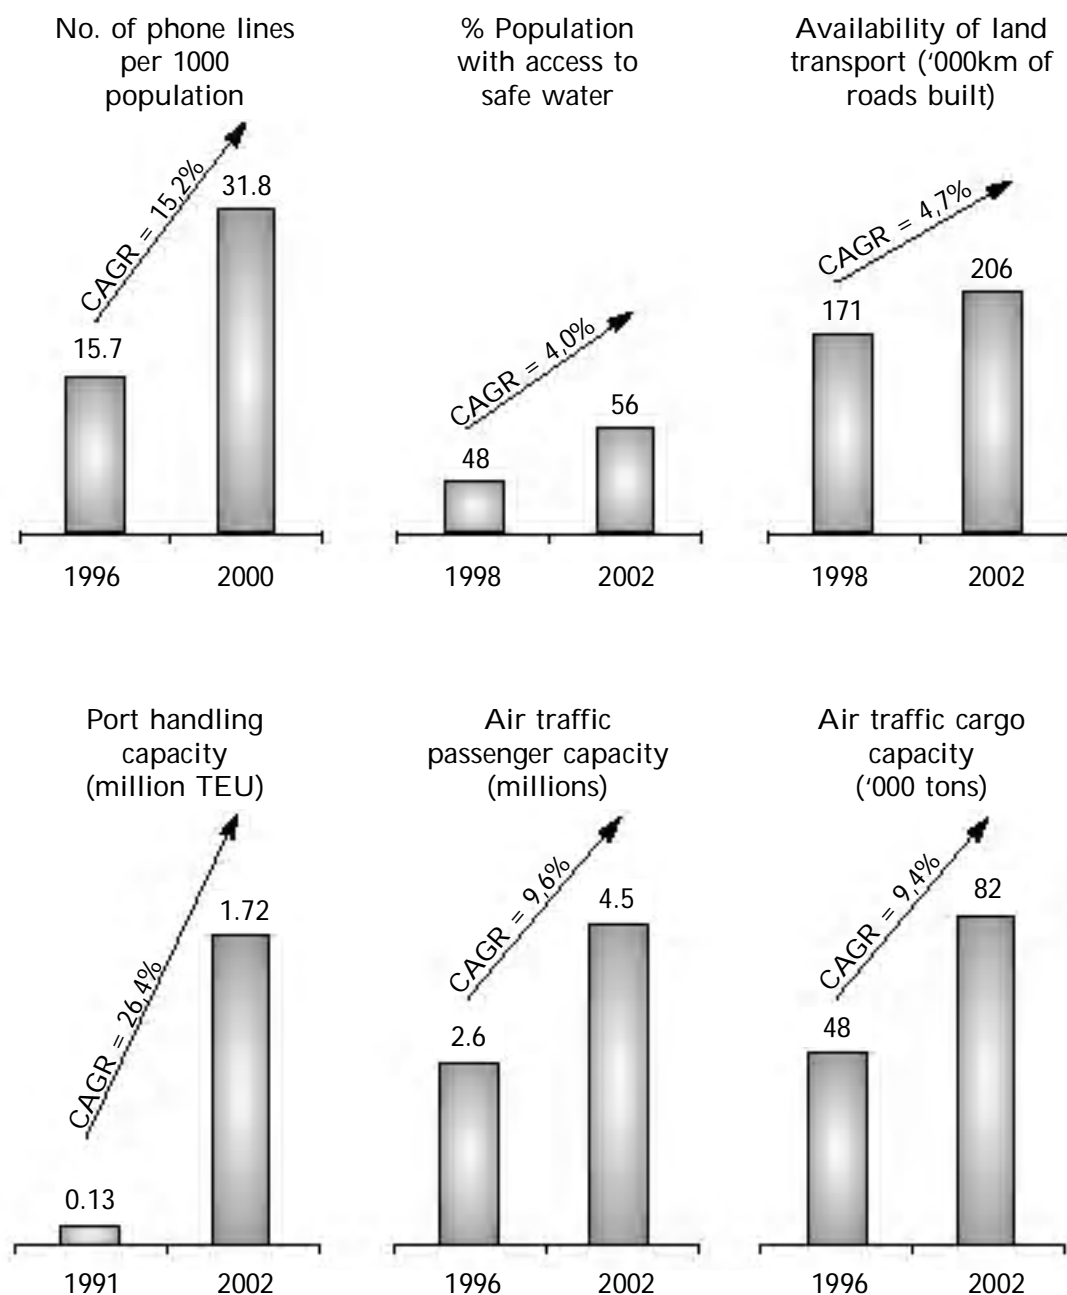 No. of phone lines
per 1000
population
CAGR = 15,2%
31.8
15.7
1996
2000
% Population
with access to
safe water
CAGR = 4,0%
56
48
1998
2002
Availability of land
transport (‘000km of
roads built)
CAGR = 4,7%
206
171
1998
2002
Port handling
capacity
(million TEU)
CAGR = 26,4%
1.72
0.13
1991
2002
Air traffic
passenger capacity
(millions)
CAGR = 9,6%
4.5
2.6
1996
2002
Air traffic cargo
capacity
(‘000 tons)
CAGR = 9,4%
82
48
1996
2002